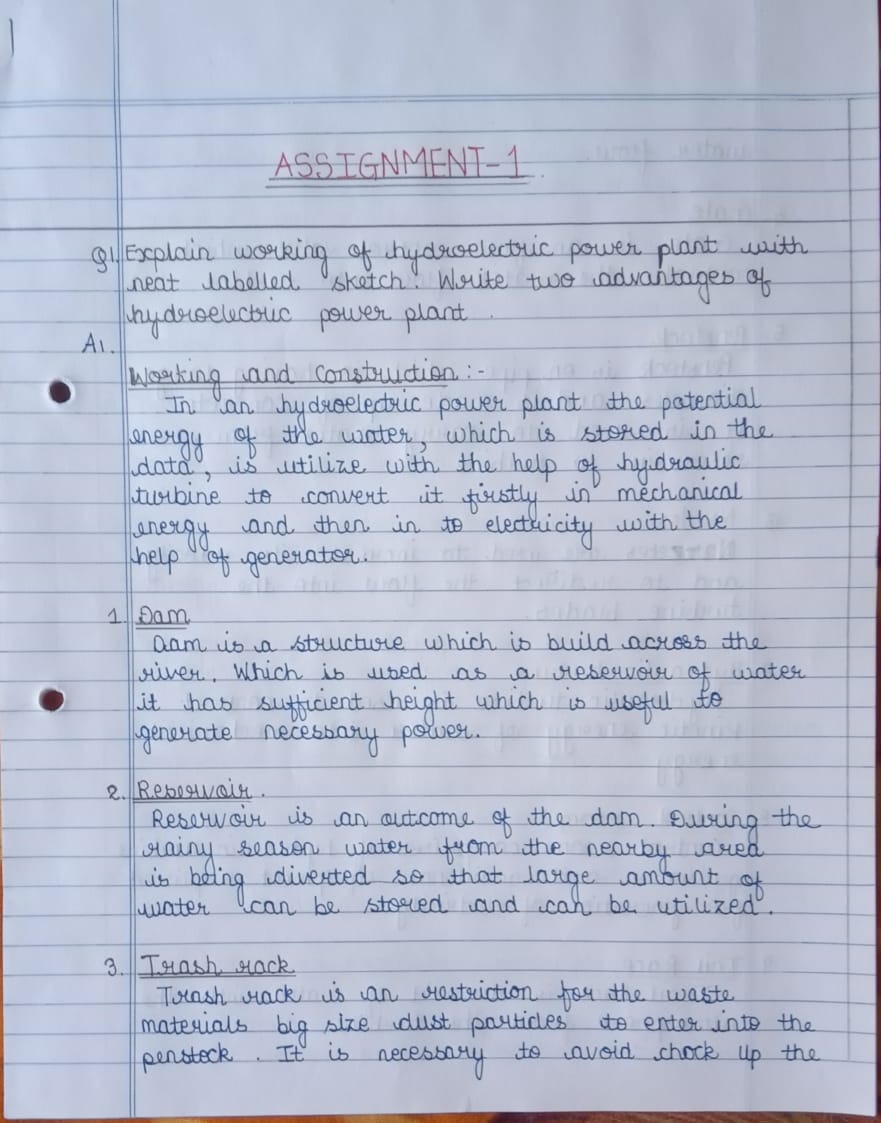 ASSIGNMENT-1
Q1. Explain working of hydroelectric power plant with
neat labelled sketch. Write two advantages of
hydroelectric power plant.
A1.
Working and Construction :-
In an hydroelectric power plant the potential
energy of the water, which is stored in the
data, is utilize with the help of hydraulic
turbine to convert it firstly in mechanical
energy and then in to electricity with the
help of generator.
1. Dam
Dam is a structure which is build across the
river. Which is used as a reservoir of water
it has sufficient height which is useful to
generate necessary power.
2. Reservoir.
Reservoir is an outcome of the dam. During the
rainy season water from the nearby area
is being diverted so that large amount of
water can be stored and can be utilized.
3. Trash rack
Trash rack is an restriction for the waste
materials big size dust particles to enter into the
penstock. It is necessary to avoid chock up the